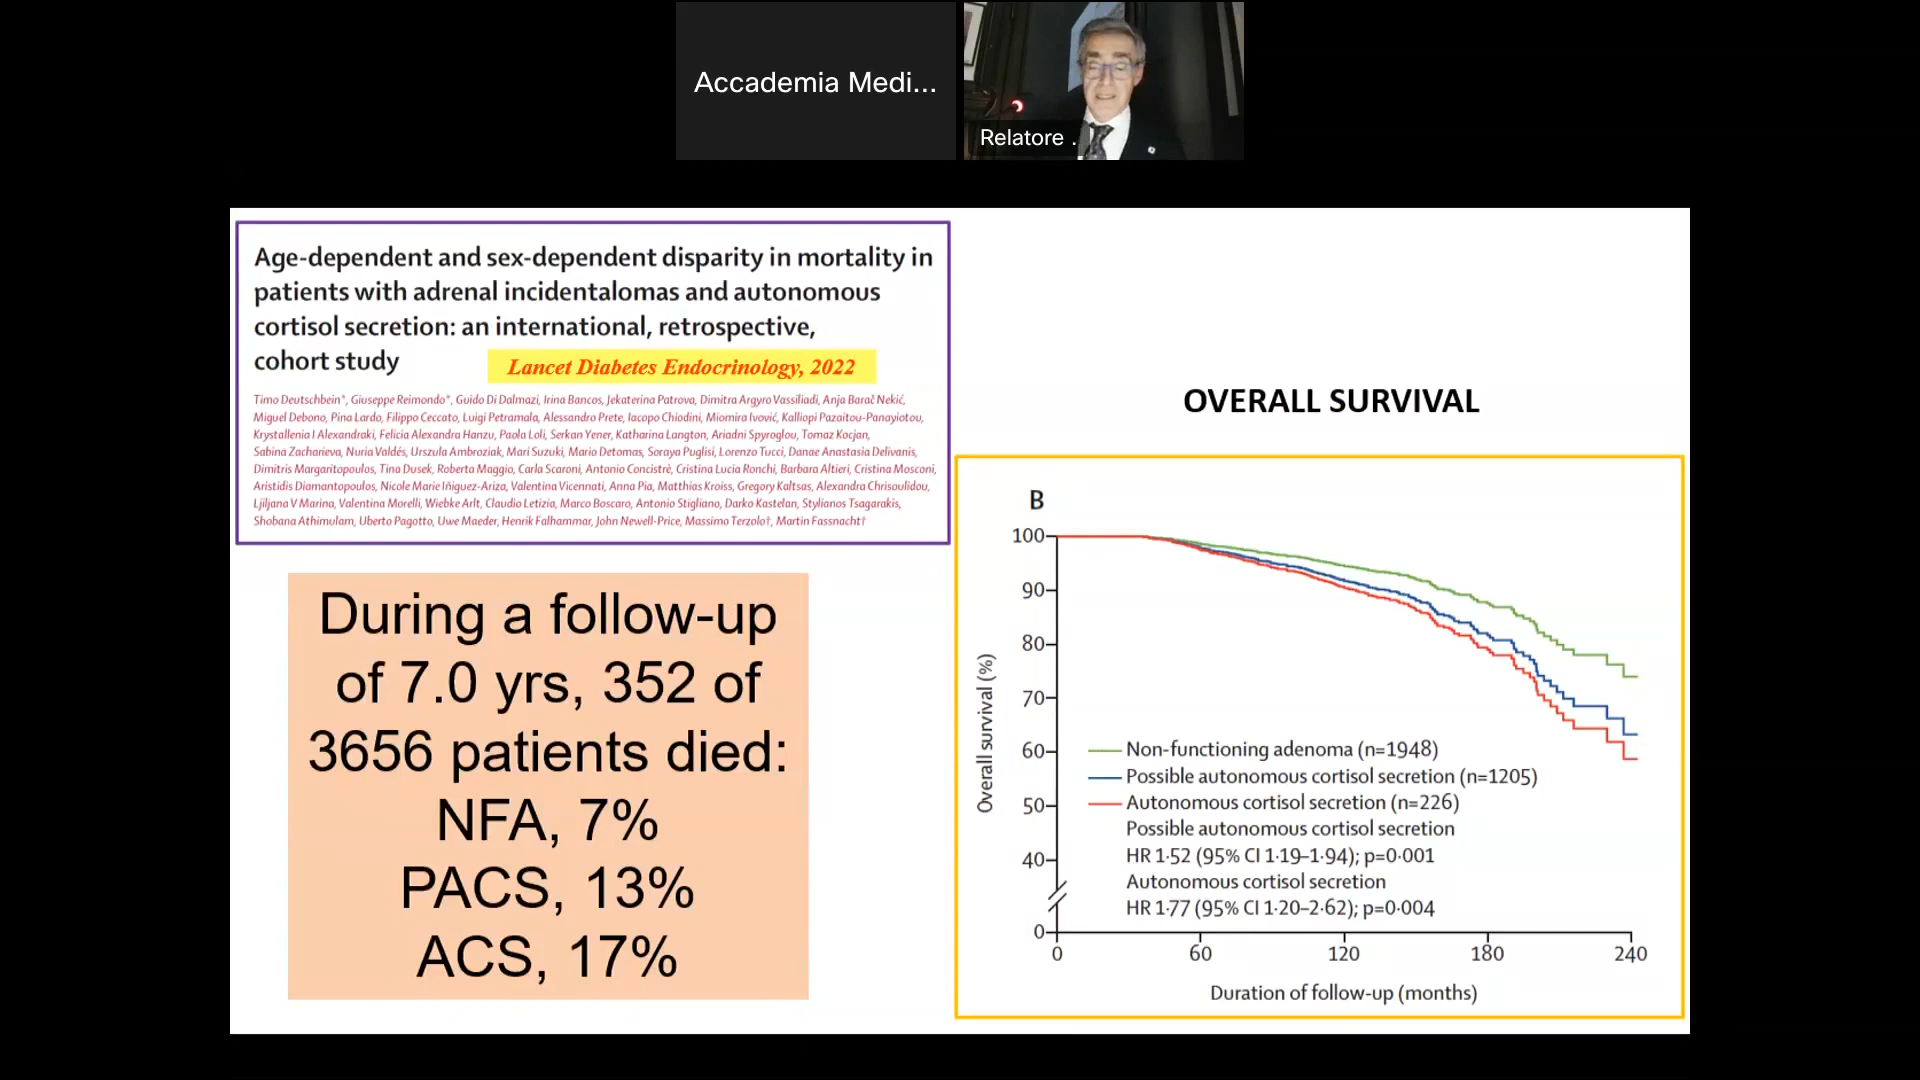 Accademia Medi...
Relatore .
Age-dependent and sex-dependent disparity in mortality in
patients with adrenal incidentalomas and autonomous
cortisol secretion: an international, retrospective,
cohort study
Lancet Diabetes Endocrinology, 2022
Timo Deutschbein*, Giuseppe Reimondo*, Guido Di Dalmazi, Irina Bancos, Jekaterina Patrova, Dimitra Argyro Vassiliadi, Anja Barač Nekić,
Miguel Debono, Pina Lardo, Filippo Ceccato, Luigi Petramala, Alessandro Prete, Iacopo Chiodini, Miomira Ivović, Kalliopi Pazaitou-Panayiotou,
Krystallenia I Alexandraki, Felicia Alexandra Hanzu, Paola Loli, Serkan Yener, Katharina Langton, Ariadni Spyroglou, Tomaz Kocjan,
Sabina Zacharieva, Nuria Valdés, Urszula Ambroziak, Mari Suzuki, Mario Detomas, Soraya Puglisi, Lorenzo Tucci, Danae Anastasia Delivanis,
Dimitris Margaritopoulos, Tina Dusek, Roberta Maggio, Carla Scaroni, Antonio Concistrè, Cristina Lucia Ronchi, Barbara Altieri, Cristina Mosconi,
Aristidis Diamantopoulos, Nicole Marie Iñiguez-Ariza, Valentina Vicennati, Anna Pia, Matthias Kroiss, Gregory Kaltsas, Alexandra Chrisoulidou,
Ljiljana V Marina, Valentina Morelli, Wiebke Arlt, Claudio Letizia, Marco Boscaro, Antonio Stigliano, Darko Kastelan, Stylianos Tsagarakis,
Shobana Athimulam, Uberto Pagotto, Uwe Maeder, Henrik Falhammar, John Newell-Price, Massimo Terzolo†, Martin Fassnacht†
During a follow-up
of 7.0 yrs, 352 of
3656 patients died:
NFA, 7%
PACS, 13%
ACS, 17%
OVERALL SURVIVAL
B
100
90
80
70
60
50
40
0
Overall survival (%)
Non-functioning adenoma (n=1948)
Possible autonomous cortisol secretion (n=1205)
Autonomous cortisol secretion (n=226)
Possible autonomous cortisol secretion
HR 1·52 (95% CI 1·19–1·94); p=0·001
Autonomous cortisol secretion
HR 1·77 (95% CI 1·20–2·62); p=0·004
0 60 120 180 240
Duration of follow-up (months)